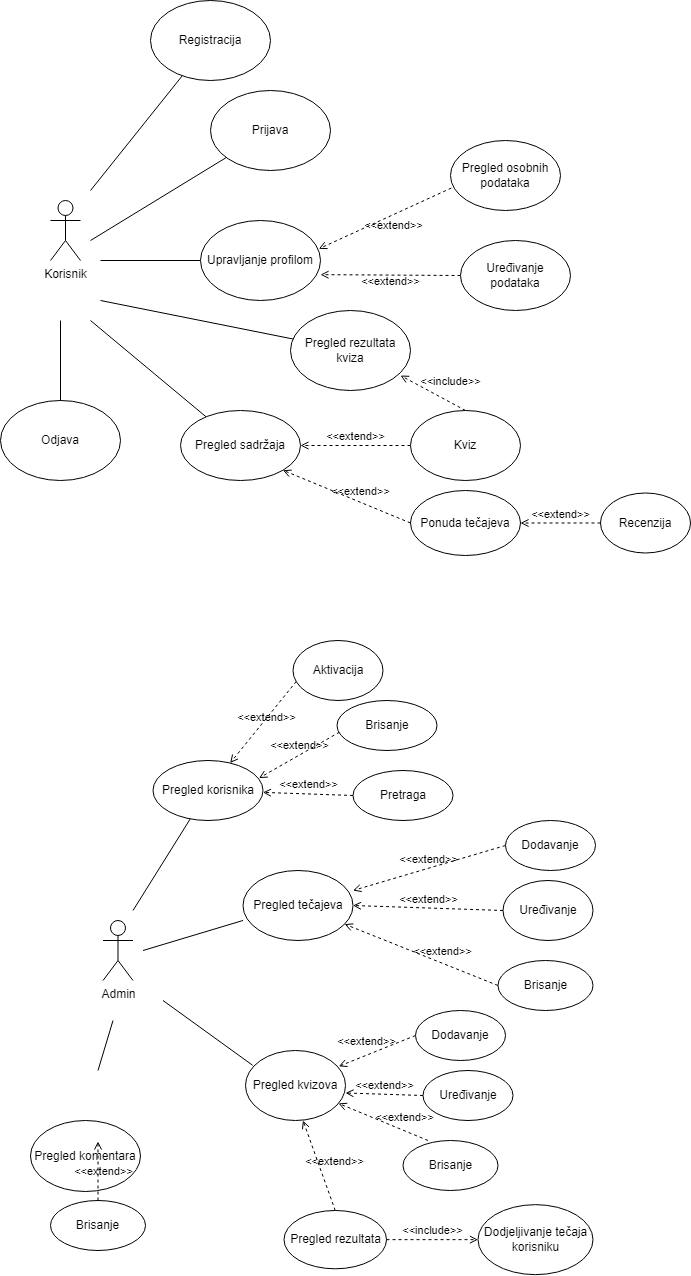 Registracija
Prijava
Pregled osobnih
podataka
<<extend>>
Korisnik
Upravljanje profilom
Uređivanje
podataka
<<extend>>
Pregled rezultata
kviza
<<include>>
Odjava
Pregled sadržaja
<<extend>>
Kviz
<<extend>>
Ponuda tečajeva
<<extend>>
Recenzija
Aktivacija
<<extend>>
Brisanje
<<extend>>
Pregled korisnika
<<extend>>
Pretraga
Dodavanje
<<extend>>
Pregled tečajeva
<<extend>>
Uređivanje
<<extend>>
Brisanje
Admin
Dodavanje
<<extend>>
Pregled kvizova
<<extend>>
Uređivanje
<<extend>>
Brisanje
Pregled komentara
<<extend>>
Brisanje
<<extend>>
Pregled rezultata
<<include>>
Dodjeljivanje tečaja
korisniku